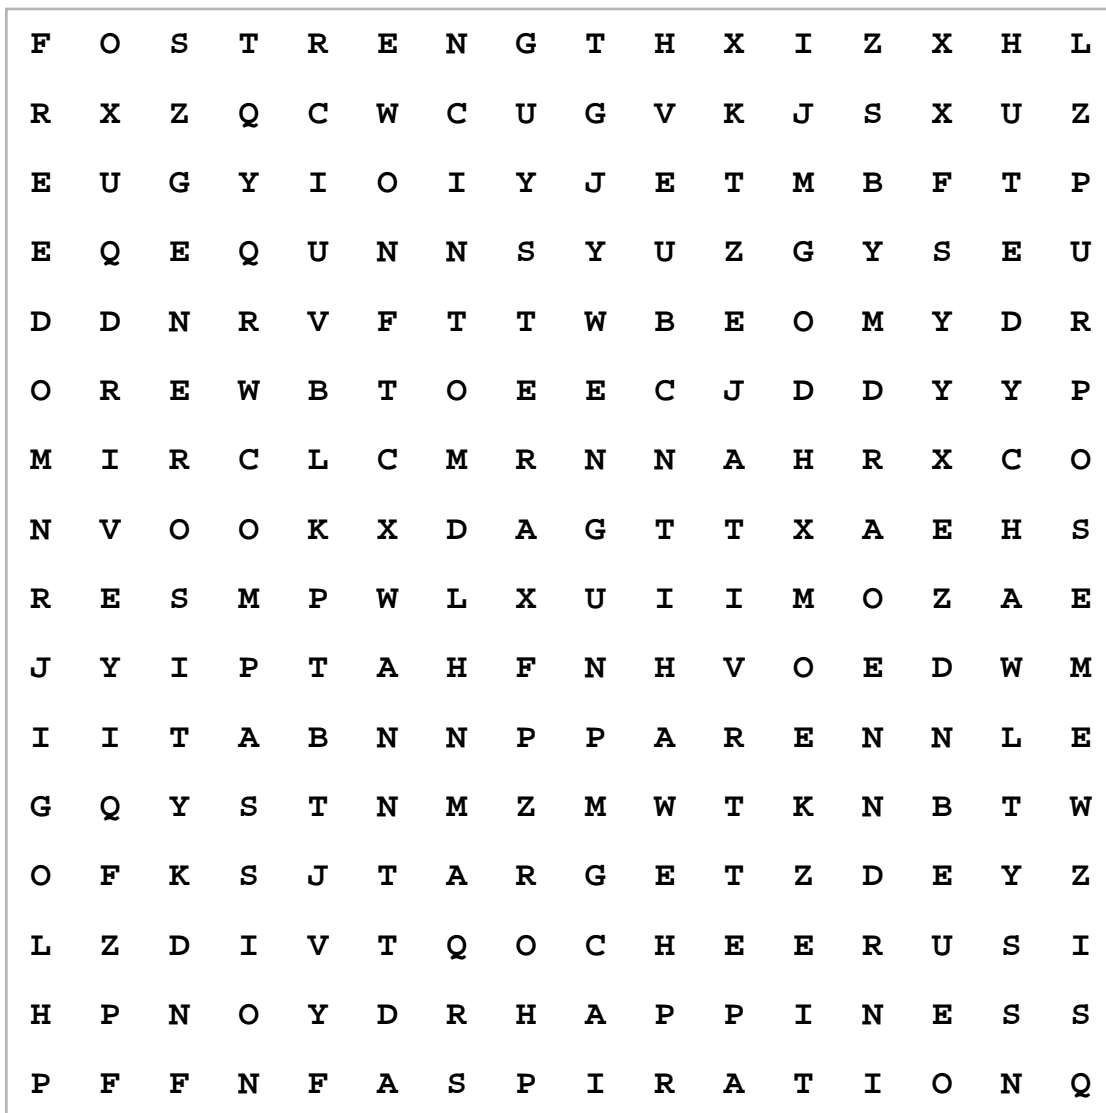 F O S T R E N G T H X I Z X H L
R X Z Q C W C U G V K J S X U Z
E U G Y I O I Y J E T M B F T P
E Q E Q U N N S Y U Z G Y S E U
D D N R V F T T W B E O M Y D R
O R E W B T O E E C J D D Y Y P
M I R C L C M R N N A H R X C O
N V O O K X D A G T T X A E H S
R E S M P W L X U I I M O Z A E
J Y I P T A H F N H V O E D W M
I I T A B N N P P A R E N N L E
G Q Y S T N M Z M W T K N B T W
O F K S J T A R G E T Z D E Y Z
L Z D I V T Q O C H E E R U S I
H P N O Y D R H A P P I N E S S
P F F N F A S P I R A T I O N Q